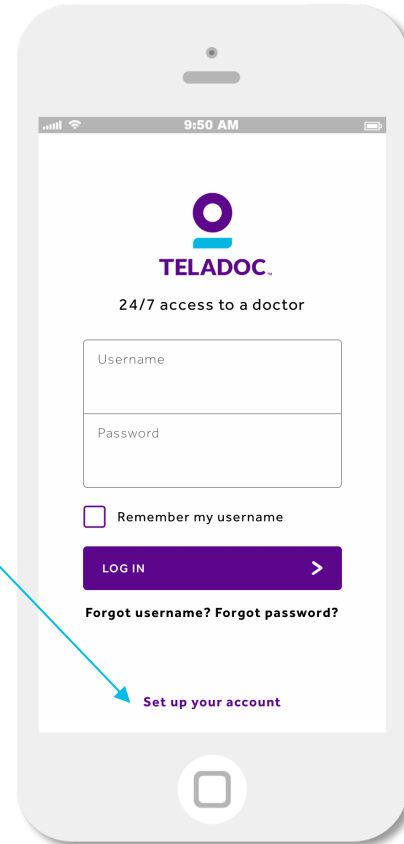 9:50 AM
TELADOC™
24/7 access to a doctor
Username
Password
Remember my username
LOG IN
Forgot username? Forgot password?
Set up your account